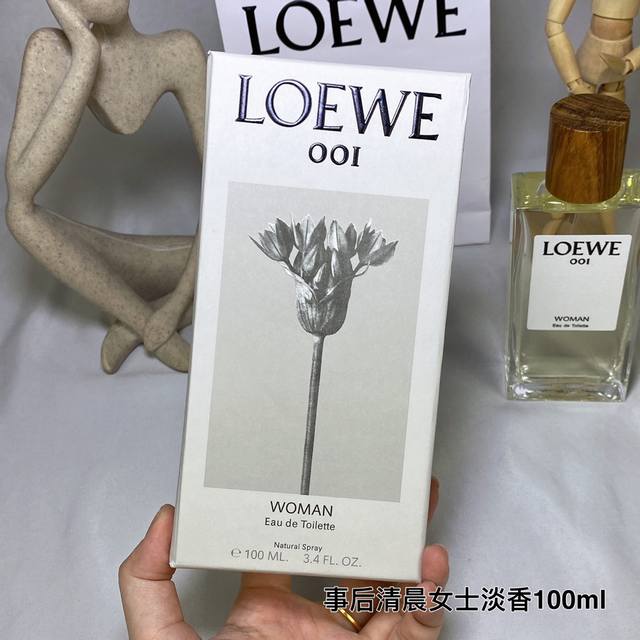 LOEWE
LOEWE
001
WOMAN
Eau de Toilette
Natural Spray
℮ 100 ML. 3.4 FL. OZ.
LOEWE
001
WOMAN
Eau de Toilette
事后清晨女士淡香100ml